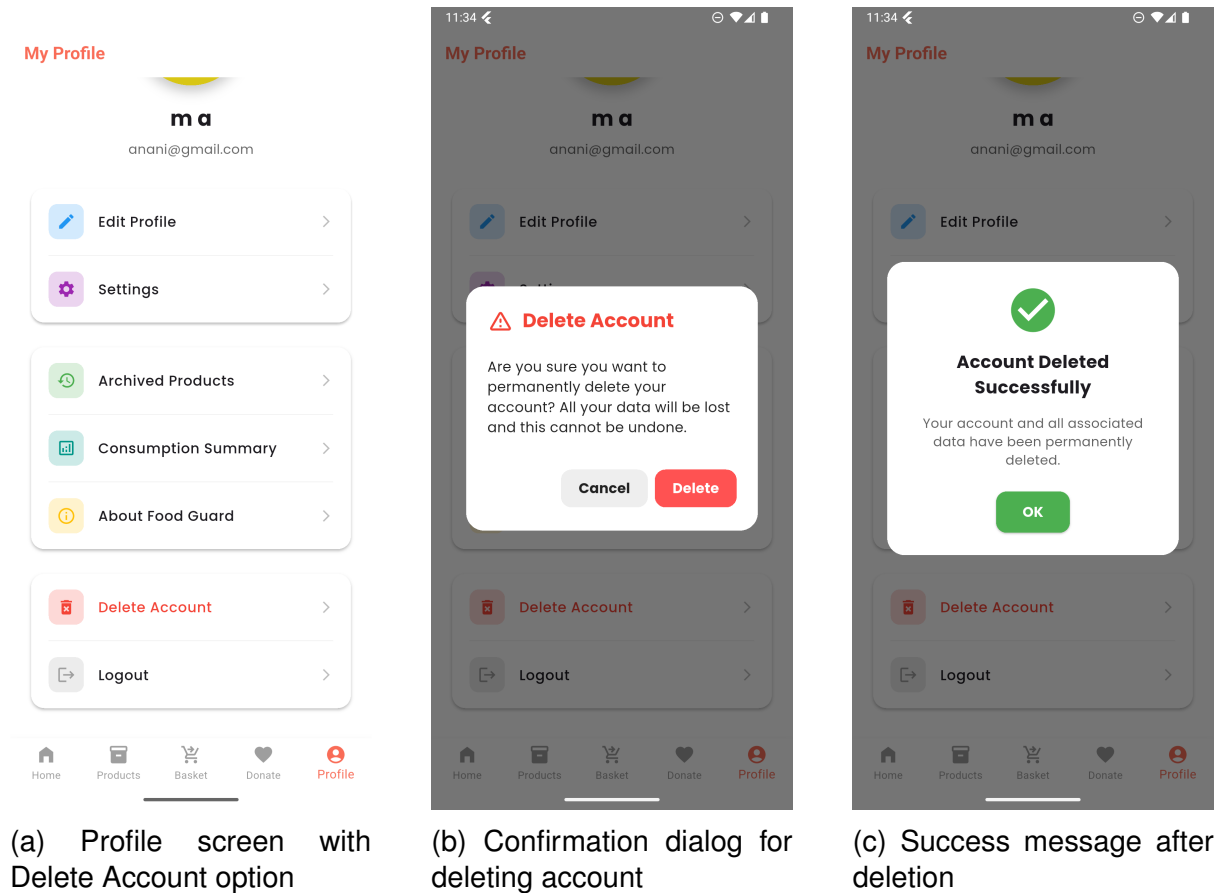 My Profile
m a
anani@gmail.com
Edit Profile
Settings
Archived Products
Consumption Summary
About Food Guard
Delete Account
Logout
Home
Products
Basket
Donate
Profile
(a) Profile screen with
Delete Account option
11:34
My Profile
m a
anani@gmail.com
Edit Profile
Delete Account
Are you sure you want to
permanently delete your
account? All your data will be lost
and this cannot be undone.
Cancel
Delete
Delete Account
Logout
Home
Products
Basket
Donate
Profile
(b) Confirmation dialog for
deleting account
11:34
My Profile
m a
anani@gmail.com
Edit Profile
Account Deleted
Successfully
Your account and all associated
data have been permanently
deleted.
OK
Delete Account
Logout
Home
Products
Basket
Donate
Profile
(c) Success message after
deletion